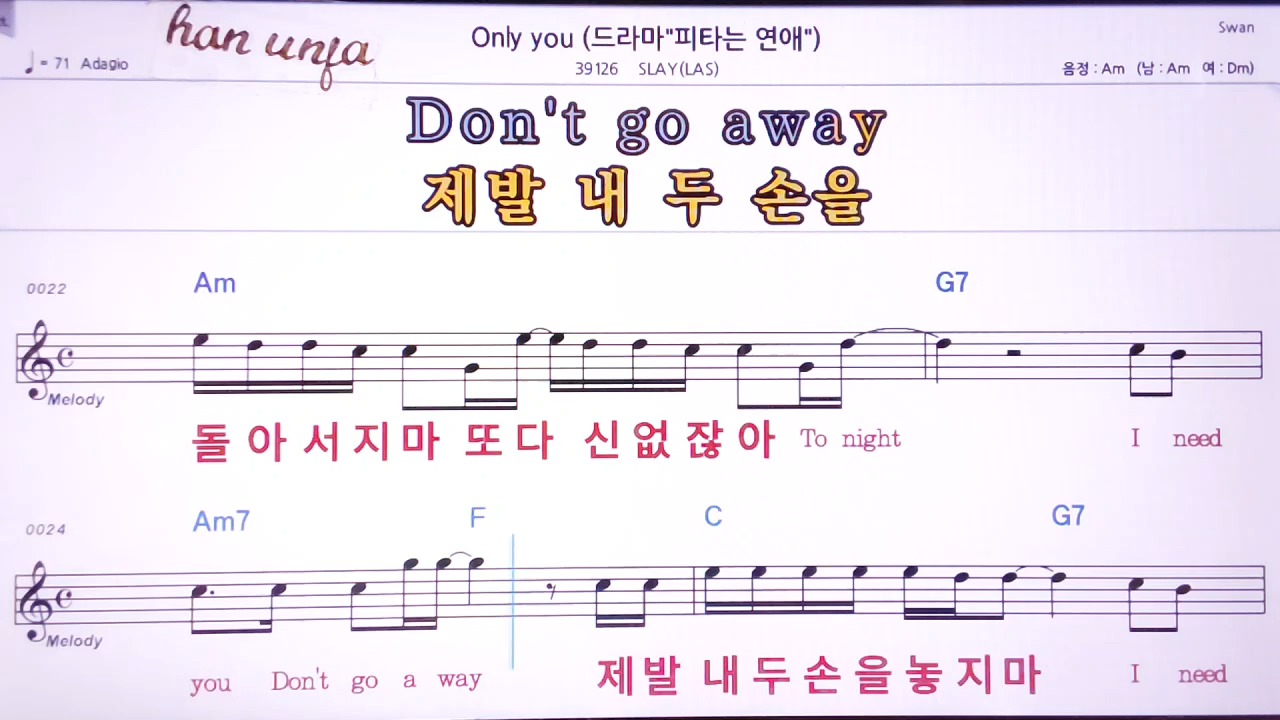 han unfa
Only you (드라마"피타는 연애")
Swan
♩= 71 Adagio
39126 SLAY(LAS)
음정 : Am (남 : Am 여 : Dm)
Don't go away
제발 내 두 손을
0022 Am G7
Melody
돌 아 서 지 마 또 다 신 없 잖 아 To night I need
0024 Am7 F C G7
Melody
you Don't go a way 제 발 내 두 손 을 놓 지 마 I need